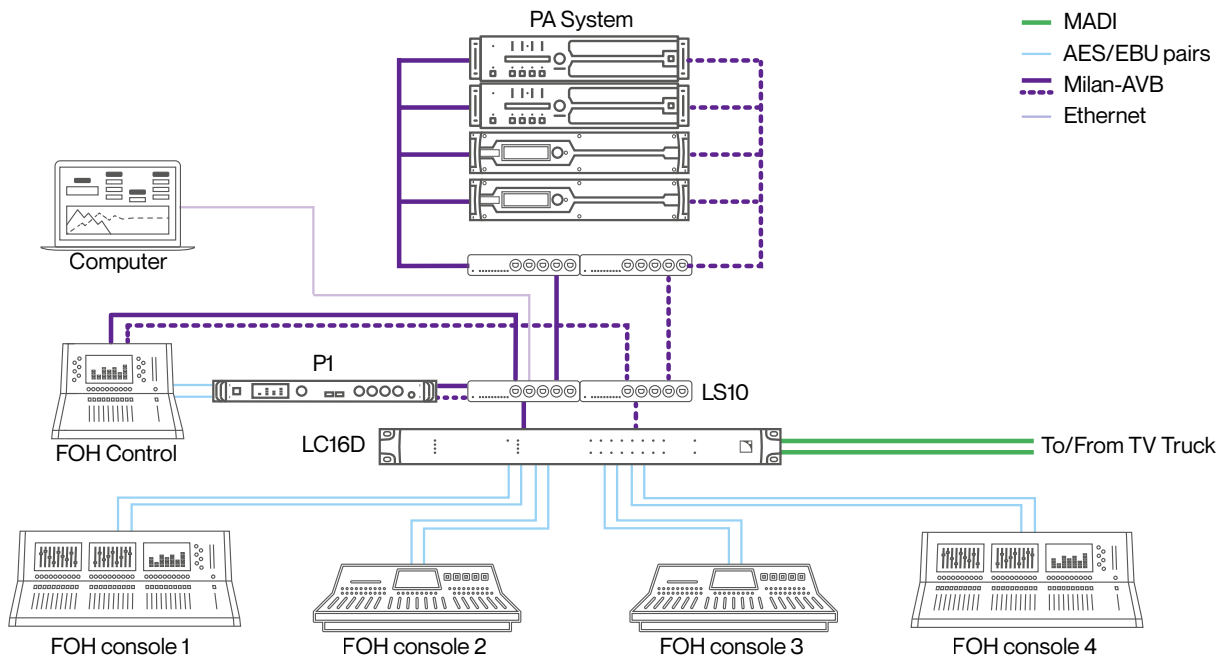 PA System
MADI
AES/EBU pairs
Milan-AVB
Ethernet
Computer
P1
LS10
FOH Control
LC16D
To/From TV Truck
FOH console 1
FOH console 2
FOH console 3
FOH console 4